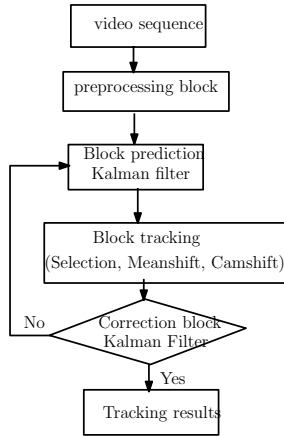 video sequence
preprocessing block
Block prediction
Kalman filter
Block tracking
(Selection, Meanshift, Camshift)
Correction block
Kalman Filter
No
Yes
Tracking results